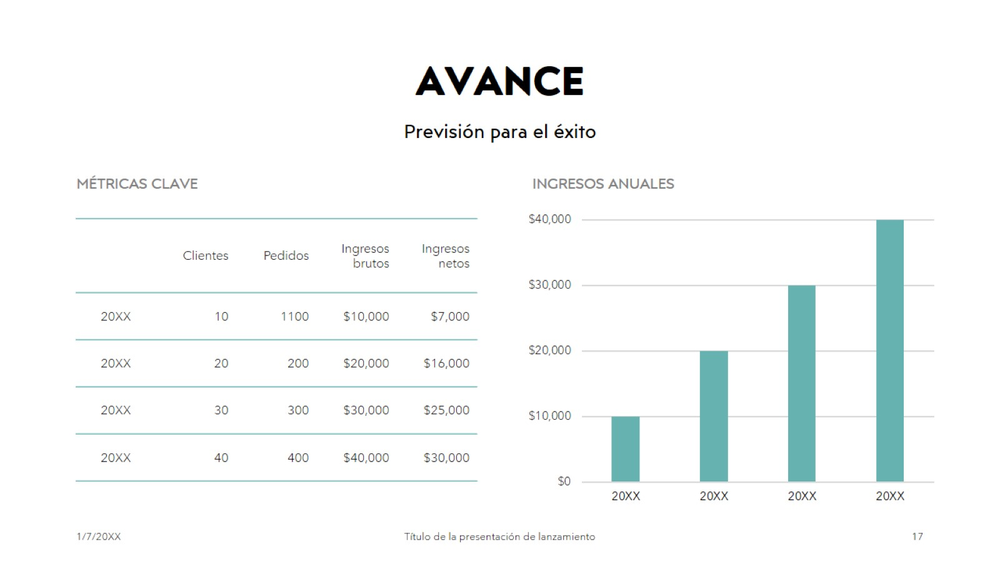 AVANCE
Previsión para el éxito
MÉTRICAS CLAVE
Clientes Pedidos Ingresos brutos Ingresos netos
20XX 10 1100 $10,000 $7,000
20XX 20 200 $20,000 $16,000
20XX 30 300 $30,000 $25,000
20XX 40 400 $40,000 $30,000
INGRESOS ANUALES
$40,000
$30,000
$20,000
$10,000
$0
20XX 20XX 20XX 20XX
1/7/20XX Título de la presentación de lanzamiento 17